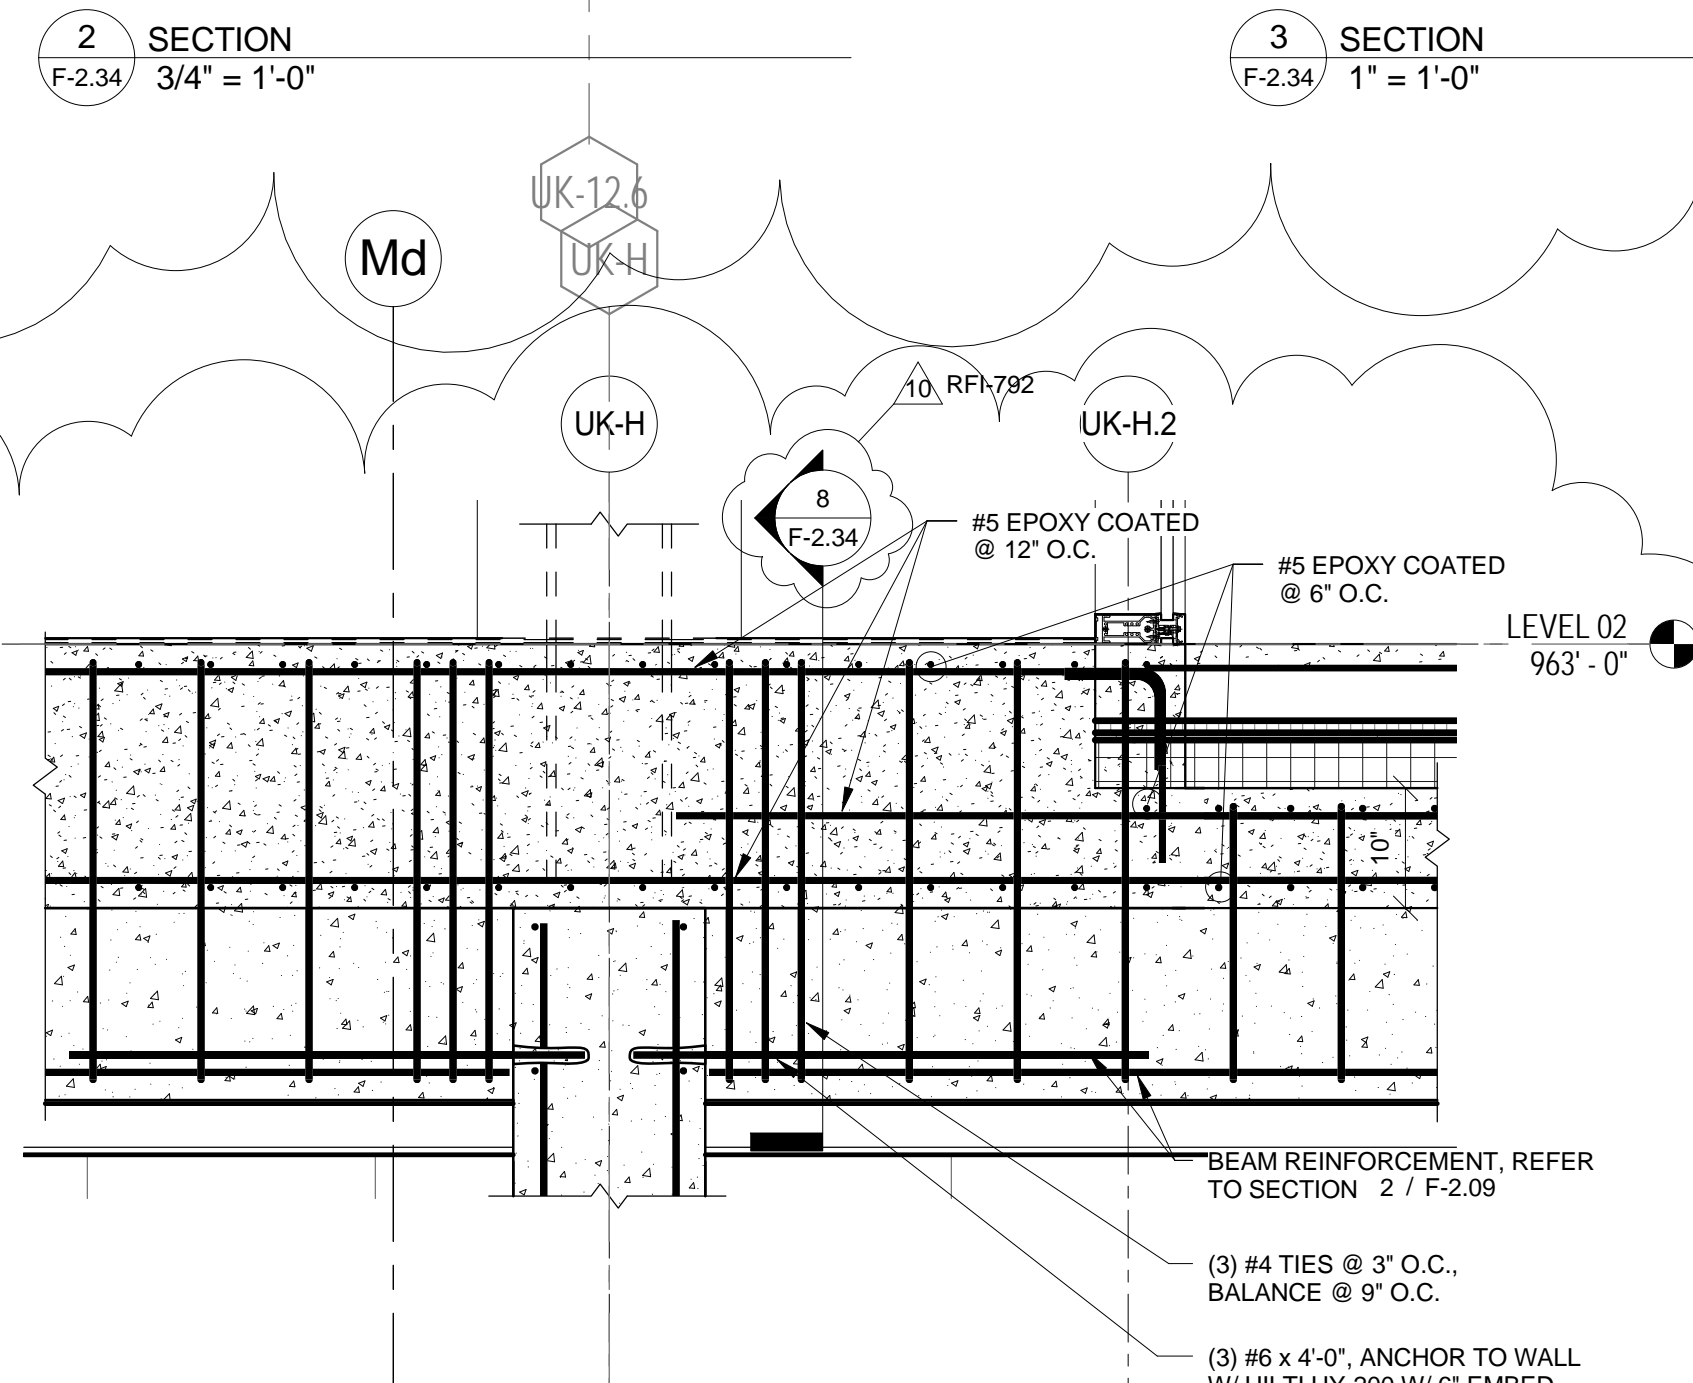 2
F-2.34
SECTION
3/4" = 1'-0"
3
F-2.34
SECTION
1" = 1'-0"
UK-12.6
UK-H
Md
10 RFI-792
UK-H
UK-H.2
8
F-2.34
#5 EPOXY COATED
@ 12" O.C.
#5 EPOXY COATED
@ 6" O.C.
LEVEL 02
963' - 0"
10"
BEAM REINFORCEMENT, REFER
TO SECTION 2 / F-2.09
(3) #4 TIES @ 3" O.C.,
BALANCE @ 9" O.C.
(3) #6 x 4'-0", ANCHOR TO WALL